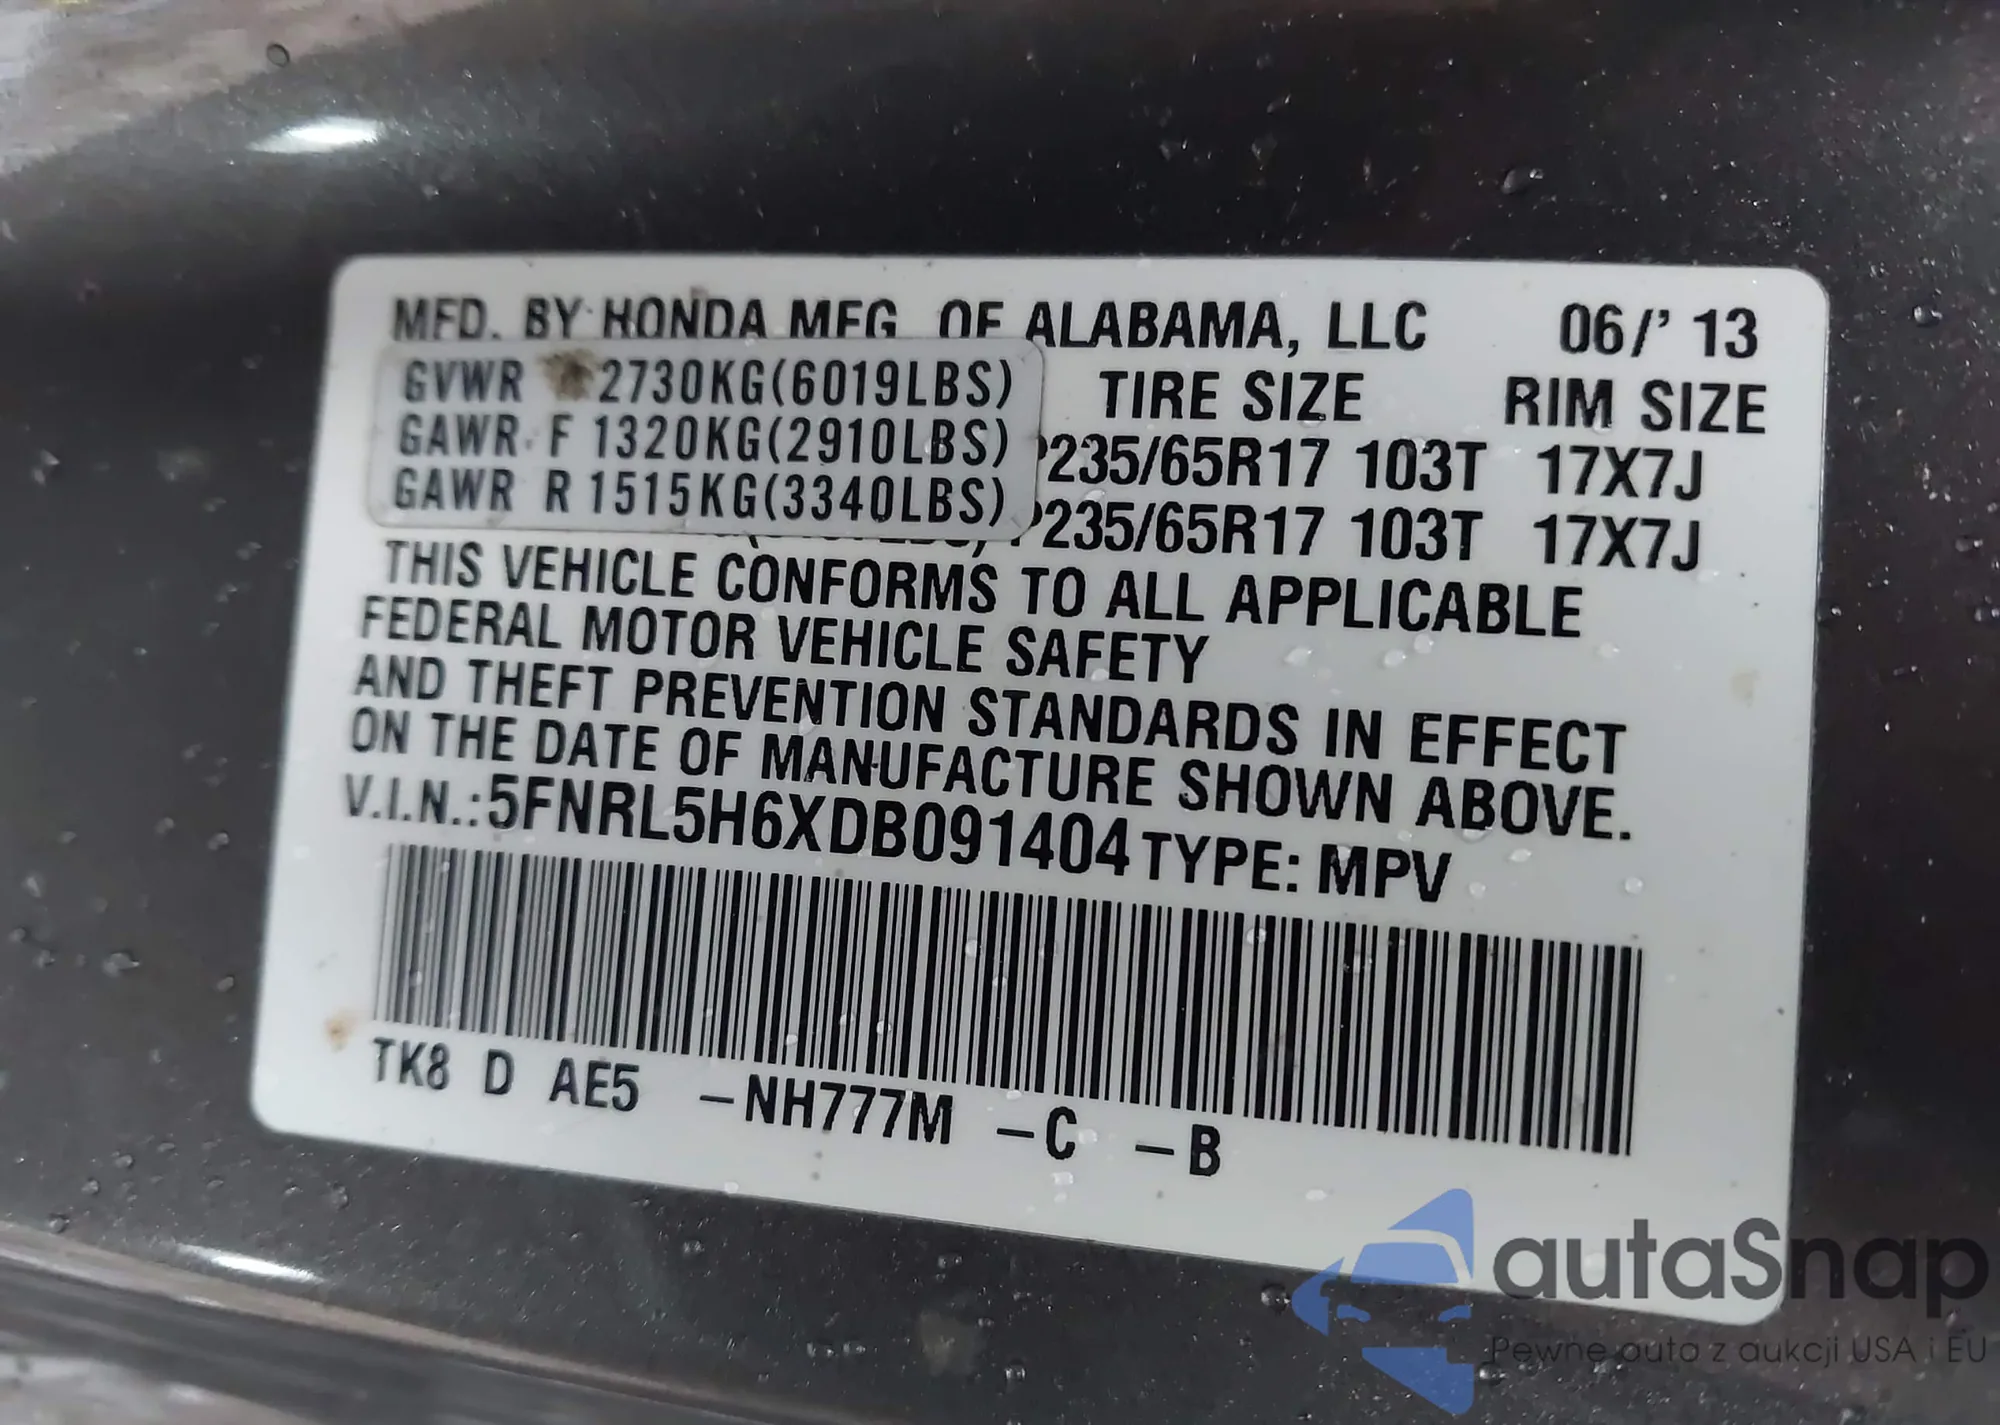 MFD. BY HONDA MFG. OF ALABAMA, LLC 06/' 13
GVWR 2730KG(6019LBS) TIRE SIZE RIM SIZE
GAWR F 1320KG(2910LBS) P235/65R17 103T 17X7J
GAWR R 1515KG(3340LBS) P235/65R17 103T 17X7J
THIS VEHICLE CONFORMS TO ALL APPLICABLE
FEDERAL MOTOR VEHICLE SAFETY
AND THEFT PREVENTION STANDARDS IN EFFECT
ON THE DATE OF MANUFACTURE SHOWN ABOVE.
V.I.N.:5FNRL5H6XDB091404 TYPE: MPV
TK8 D AE5 -NH777M -C -B
autaSnap
Pewne auto z aukcji USA i EU